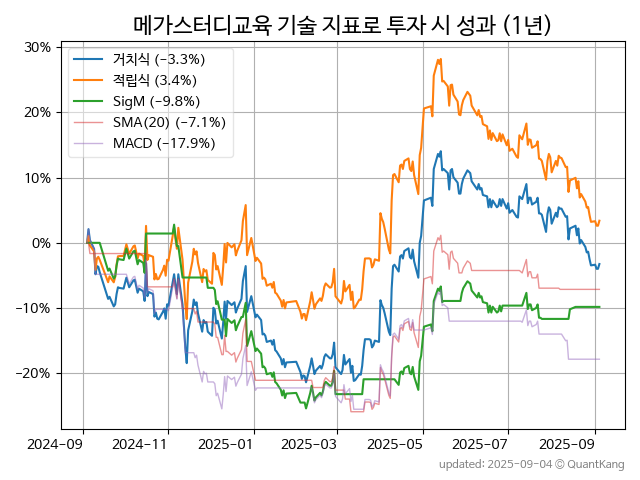 메가스터디교육 기술 지표로 투자 시 성과 (1년)
30%
20%
10%
0%
−10%
−20%
거치식 (−3.3%)
적립식 (3.4%)
SigM (−9.8%)
SMA(20) (−7.1%)
MACD (−17.9%)
2024-09 2024-11 2025-01 2025-03 2025-05 2025-07 2025-09
updated: 2025-09-04 © QuantKang